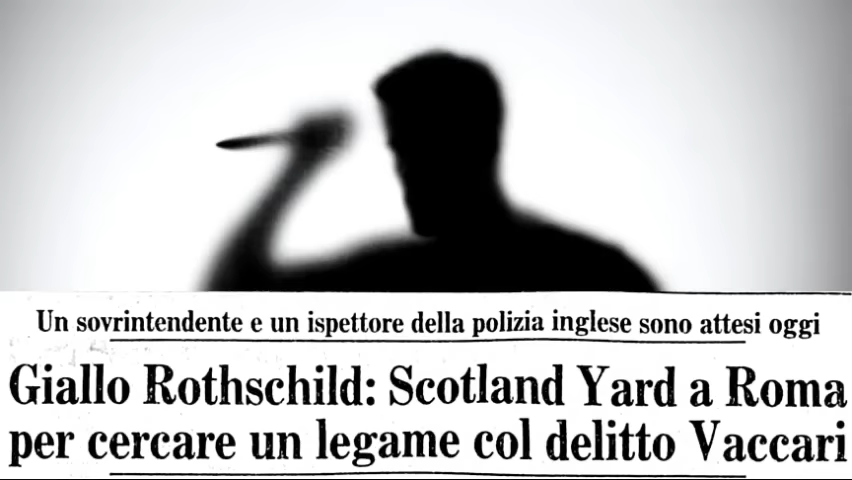 Un sovrintendente e un ispettore della polizia inglese sono attesi oggi
Giallo Rothschild: Scotland Yard a Roma
per cercare un legame col delitto Vaccari